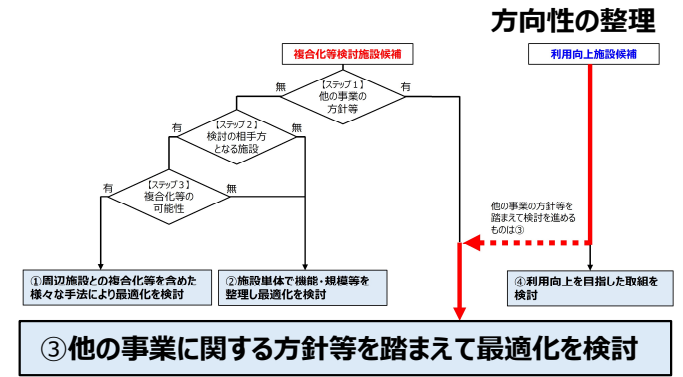 方向性の整理
複合化等検討施設候補
利用向上施設候補
【ステップ１】
他の事業の
方針等
無
有
【ステップ２】
検討の相手方
となる施設
有
無
【ステップ３】
複合化等の
可能性
有
無
他の事業の方針等を
踏まえて検討を進める
ものは③
①周辺施設との複合化等を含めた
様々な手法により最適化を検討
②施設単体で機能・規模等を
整理し最適化を検討
④利用向上を目指した取組を
検討
③他の事業に関する方針等を踏まえて最適化を検討